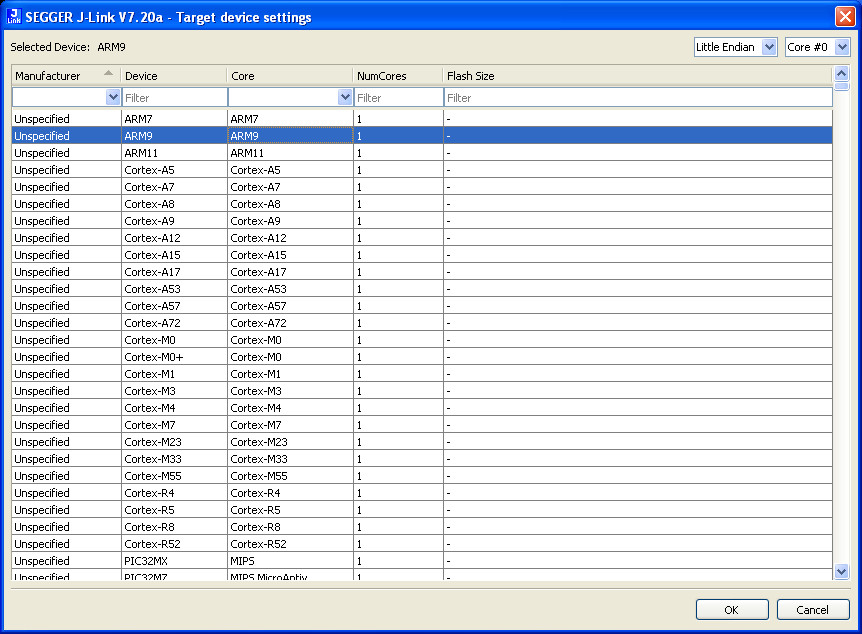 SEGGER J-Link V7.20a - Target device settings
Selected Device: ARM9 Little Endian Core #0
Manufacturer Device Core NumCores Flash Size
Filter Filter Filter
Unspecified ARM7 ARM7 1 -
Unspecified ARM9 ARM9 1 -
Unspecified ARM11 ARM11 1 -
Unspecified Cortex-A5 Cortex-A5 1 -
Unspecified Cortex-A7 Cortex-A7 1 -
Unspecified Cortex-A8 Cortex-A8 1 -
Unspecified Cortex-A9 Cortex-A9 1 -
Unspecified Cortex-A12 Cortex-A12 1 -
Unspecified Cortex-A15 Cortex-A15 1 -
Unspecified Cortex-A17 Cortex-A17 1 -
Unspecified Cortex-A53 Cortex-A53 1 -
Unspecified Cortex-A57 Cortex-A57 1 -
Unspecified Cortex-A72 Cortex-A72 1 -
Unspecified Cortex-M0 Cortex-M0 1 -
Unspecified Cortex-M0+ Cortex-M0 1 -
Unspecified Cortex-M1 Cortex-M1 1 -
Unspecified Cortex-M3 Cortex-M3 1 -
Unspecified Cortex-M4 Cortex-M4 1 -
Unspecified Cortex-M7 Cortex-M7 1 -
Unspecified Cortex-M23 Cortex-M23 1 -
Unspecified Cortex-M33 Cortex-M33 1 -
Unspecified Cortex-M55 Cortex-M55 1 -
Unspecified Cortex-R4 Cortex-R4 1 -
Unspecified Cortex-R5 Cortex-R5 1 -
Unspecified Cortex-R8 Cortex-R8 1 -
Unspecified Cortex-R52 Cortex-R52 1 -
Unspecified PIC32MX MIPS 1 -
Unspecified PIC32MZ MIPS MicroAptiv 1 -
OK Cancel